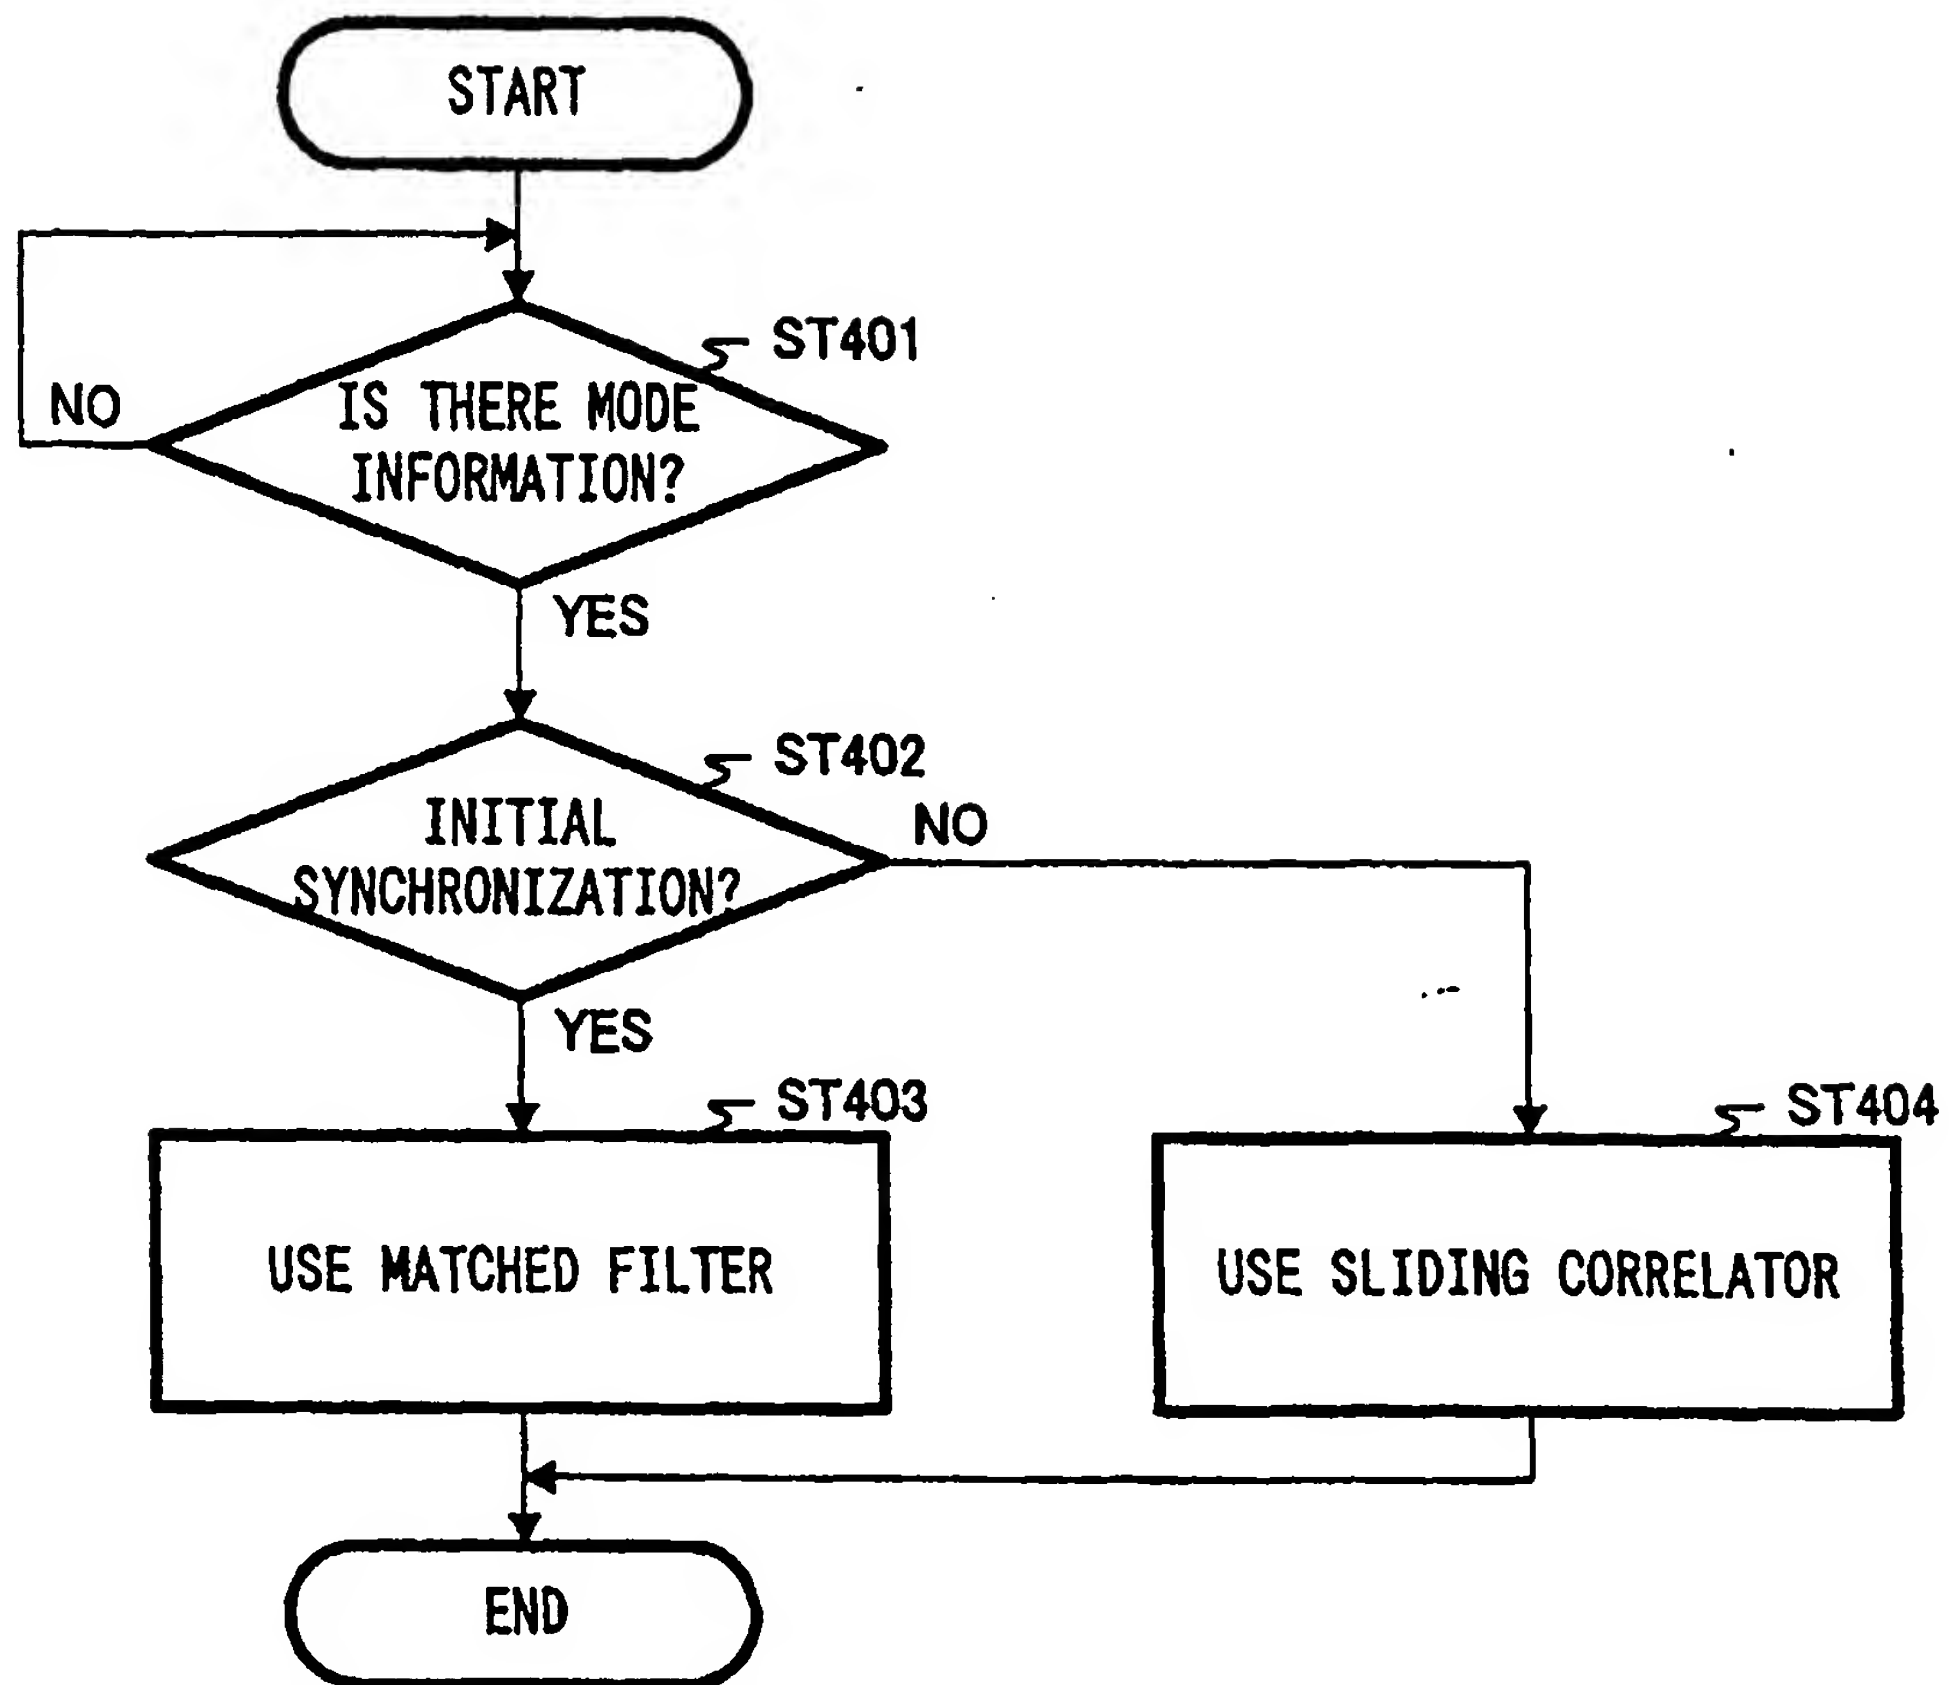 START
ST401
IS THERE MODE
INFORMATION?
NO
YES
ST402
INITIAL
SYNCHRONIZATION?
NO
YES
ST403
USE MATCHED FILTER
ST404
USE SLIDING CORRELATOR
END